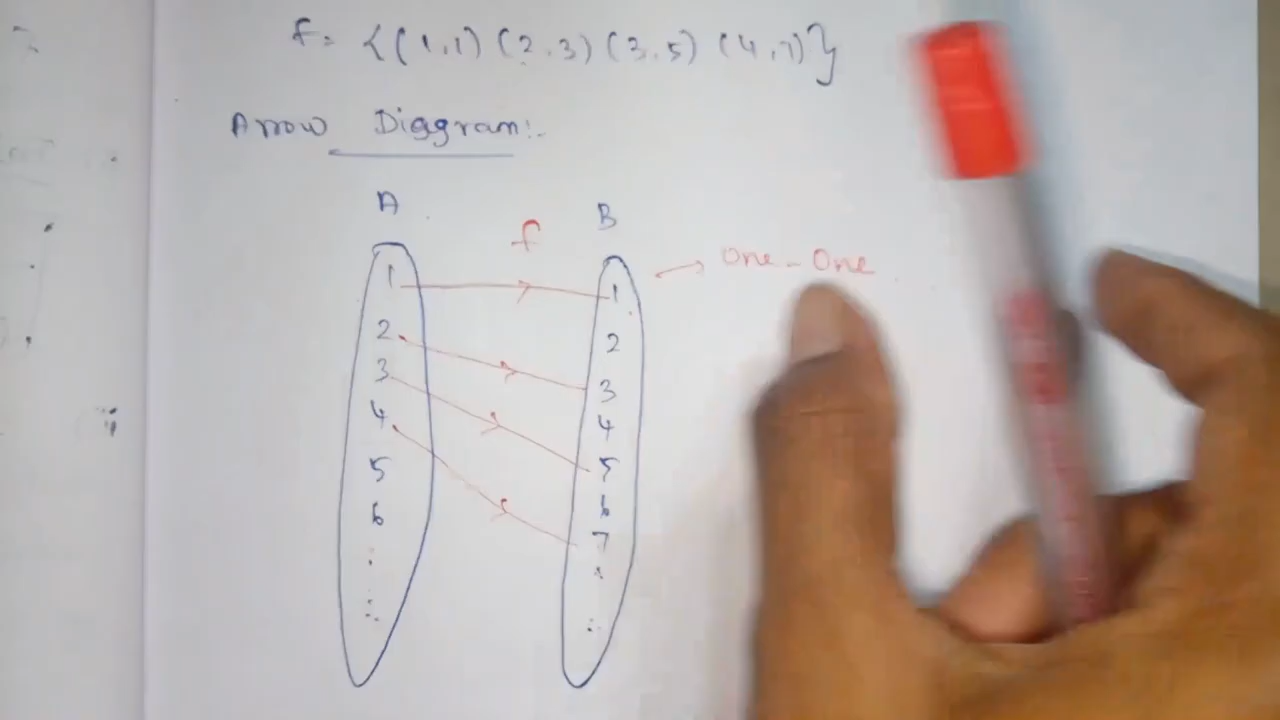 f = {(1,1) (2,3) (3,5) (4,7)}
Arrow Diagram:-
A f B
→ One - One
1 1
2 2
3 3
4 4
5 5
6 6
7